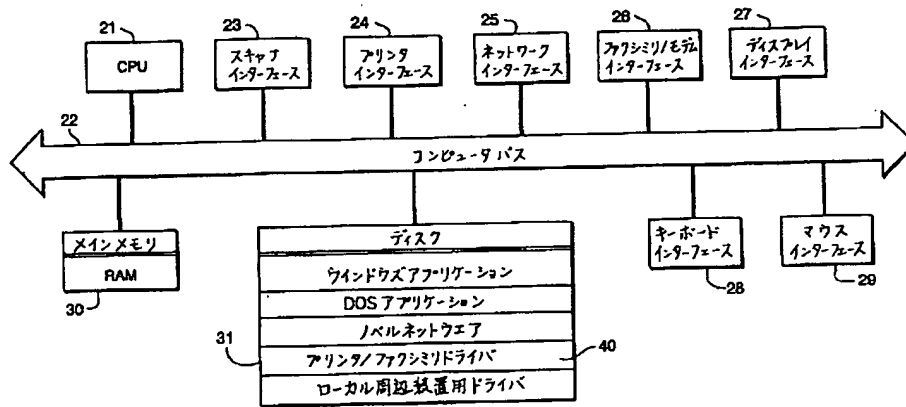 21
CPU
23
スキャナ
インターフェース
24
プリンタ
インターフェース
25
ネットワーク
インターフェース
26
ファクシミリ/モデム
インターフェース
27
ディスプレイ
インターフェース
22
コンピュータバス
メインメモリ
RAM
30
ディスク
ウインドウズアプリケーション
DOSアプリケーション
ノベルネットウエア
プリンタ/ファクシミリドライバ
ローカル周辺装置用ドライバ
31
40
キーボード
インターフェース
28
マウス
インターフェース
29